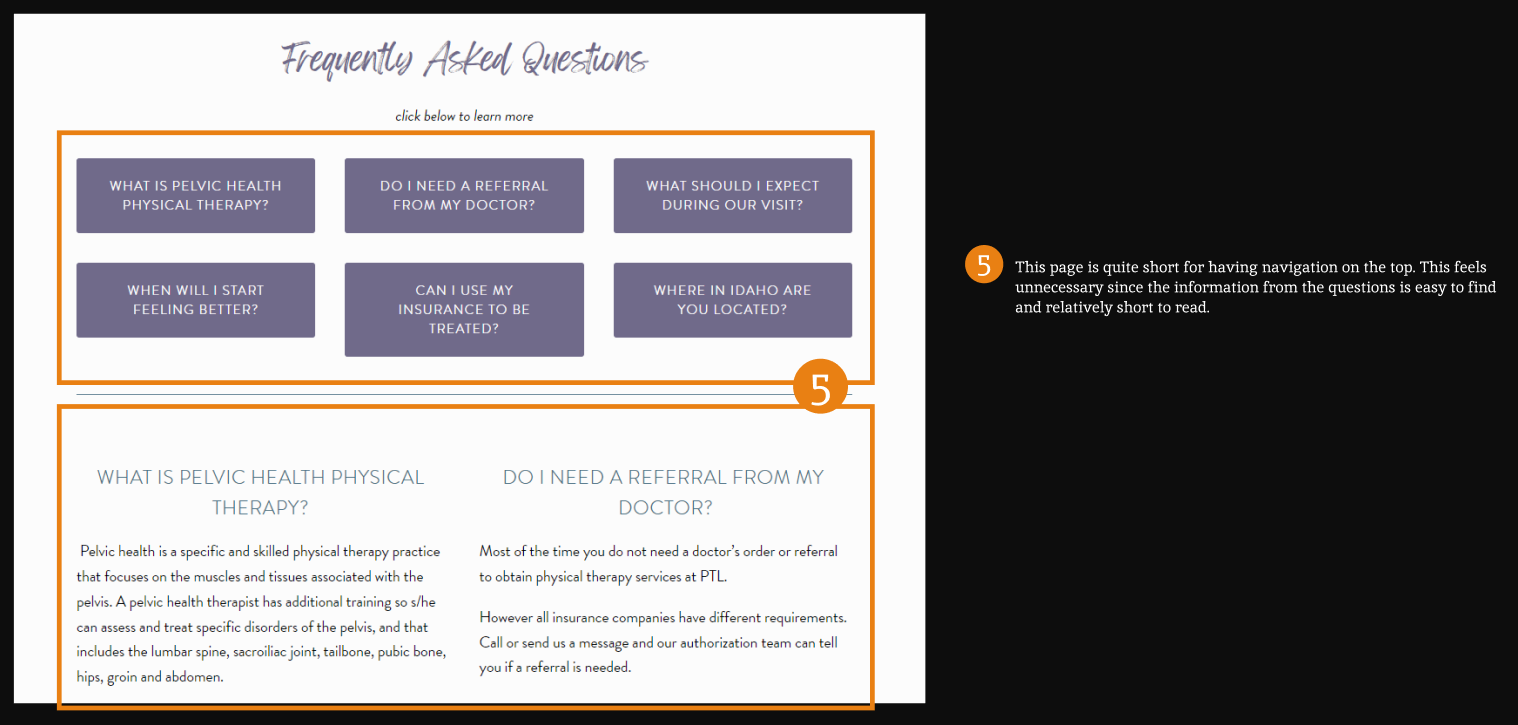 Frequently Asked Questions
click below to learn more
WHAT IS PELVIC HEALTH
PHYSICAL THERAPY?
DO I NEED A REFERRAL
FROM MY DOCTOR?
WHAT SHOULD I EXPECT
DURING OUR VISIT?
WHEN WILL I START
FEELING BETTER?
CAN I USE MY
INSURANCE TO BE
TREATED?
WHERE IN IDAHO ARE
YOU LOCATED?
5
WHAT IS PELVIC HEALTH PHYSICAL
THERAPY?
Pelvic health is a specific and skilled physical therapy practice
that focuses on the muscles and tissues associated with the
pelvis. A pelvic health therapist has additional training so s/he
can assess and treat specific disorders of the pelvis, and that
includes the lumbar spine, sacroiliac joint, tailbone, pubic bone,
hips, groin and abdomen.
DO I NEED A REFERRAL FROM MY
DOCTOR?
Most of the time you do not need a doctor's order or referral
to obtain physical therapy services at PTL.
However all insurance companies have different requirements.
Call or send us a message and our authorization team can tell
you if a referral is needed.
5
This page is quite short for having navigation on the top. This feels
unnecessary since the information from the questions is easy to find
and relatively short to read.